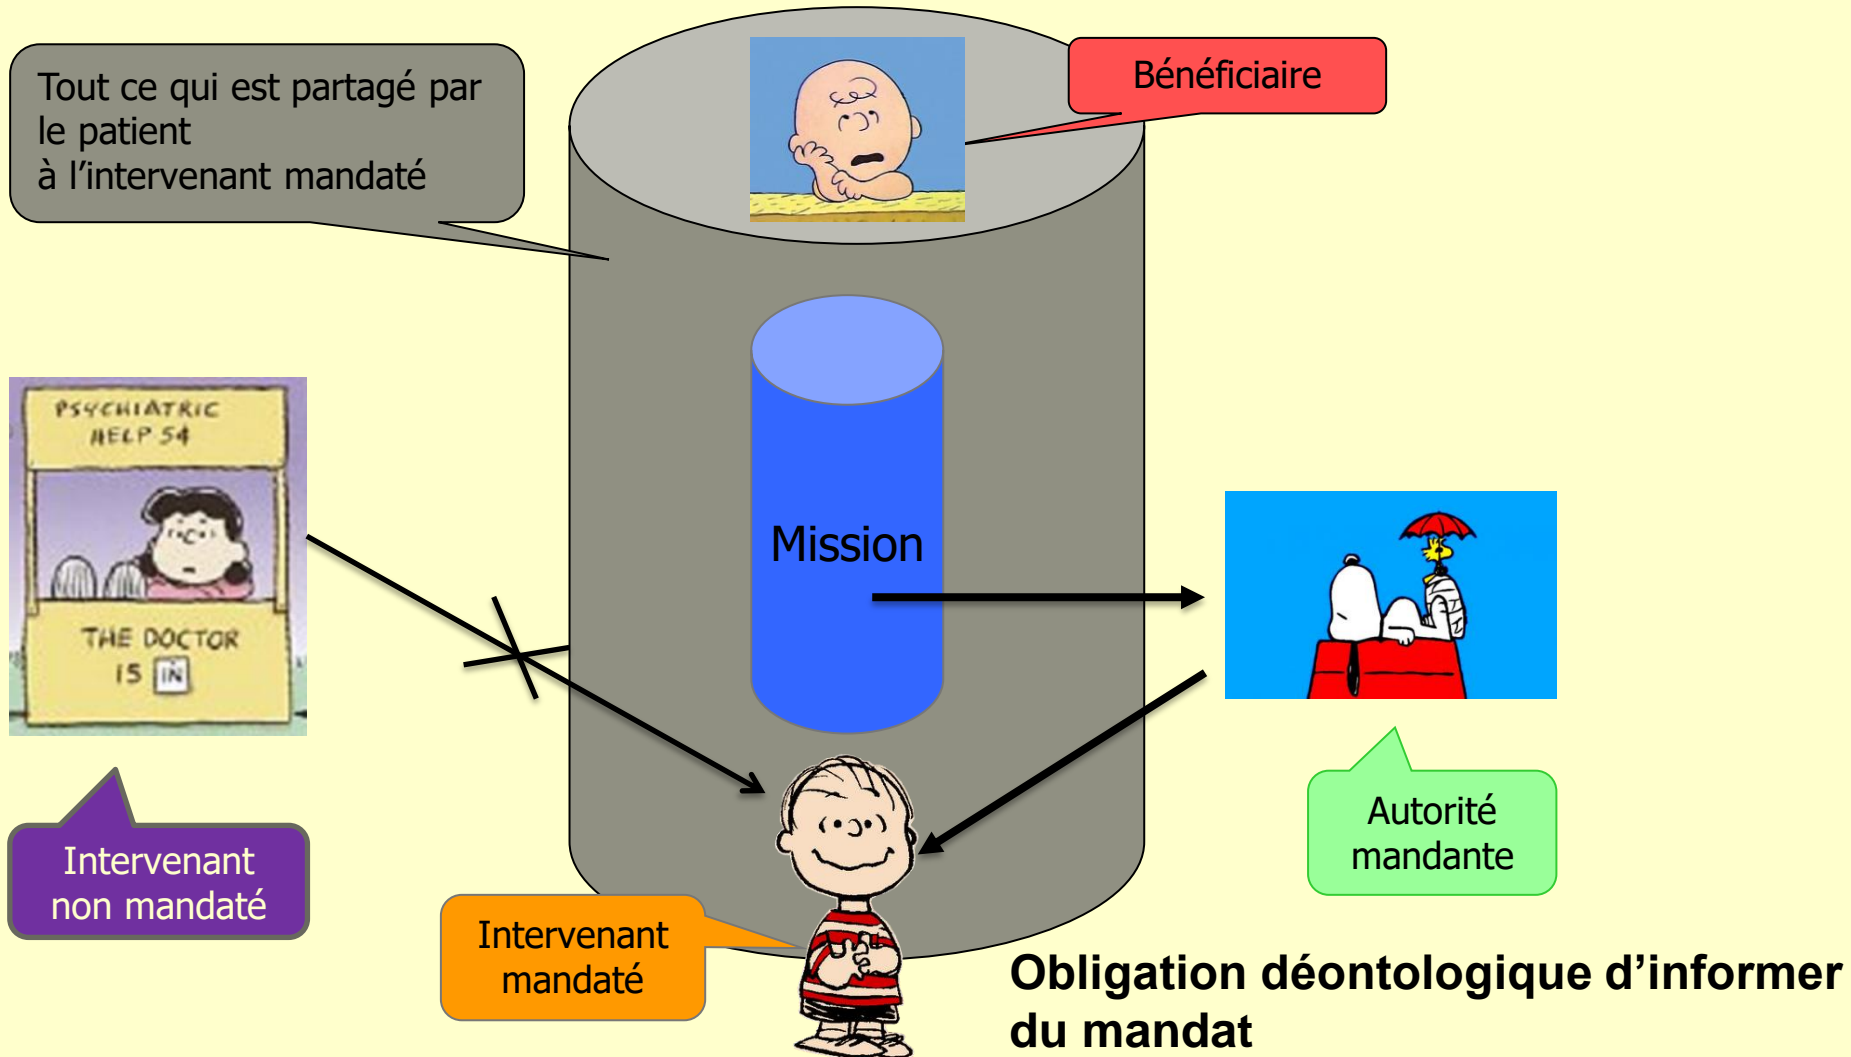 Tout ce qui est partagé par
le patient
à l’intervenant mandaté
Bénéficiaire
PSYCHIATRIC
HELP 5¢
THE DOCTOR
IS IN
Mission
Autorité
mandante
Intervenant
non mandaté
Intervenant
mandaté
Obligation déontologique d’informer
du mandat